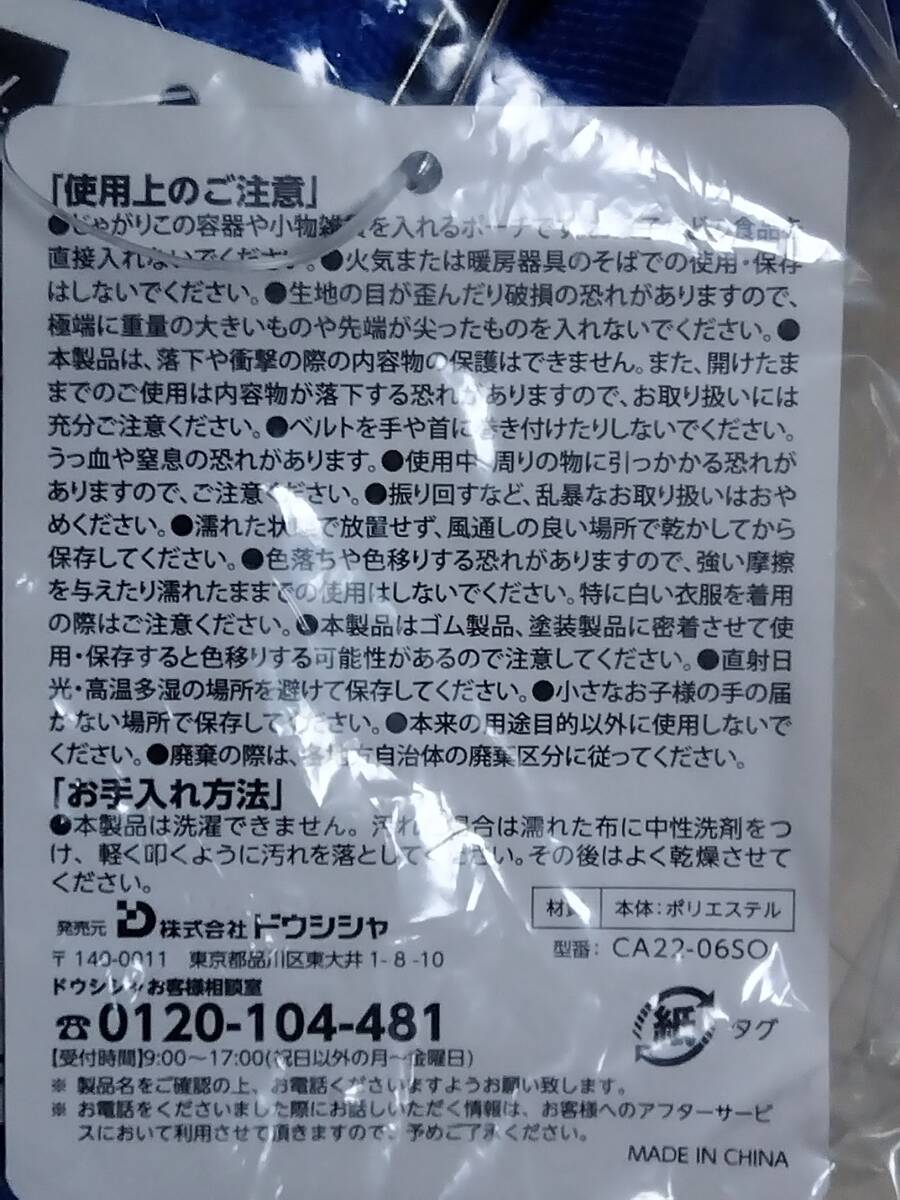 「使用上のご注意」
●じゃがりこの容器や小物雑貨を入れるポーチです。食品を
直接入れないでください。●火気または暖房器具のそばでの使用・保存
はしないでください。●生地の目が歪んだり破損の恐れがありますので、
極端に重量の大きいものや先端が尖ったものを入れないでください。●
本製品は、落下や衝撃の際の内容物の保護はできません。また、開けたま
までのご使用は内容物が落下する恐れがありますので、お取り扱いには
充分ご注意ください。●ベルトを手や首に巻き付けたりしないでください。
うっ血や窒息の恐れがあります。●使用中、周りの物に引っかかる恐れが
ありますので、ご注意ください。●振り回すなど、乱暴なお取り扱いはおや
めください。●濡れた状態で放置せず、風通しの良い場所で乾かしてから
保存してください。●色落ちや色移りする恐れがありますので、強い摩擦
を与えたり濡れたままでの使用はしないでください。特に白い衣服を着用
の際はご注意ください。●本製品はゴム製品、塗装製品に密着させて使
用・保存すると色移りする可能性があるので注意してください。●直射日
光・高温多湿の場所を避けて保存してください。●小さなお子様の手の届
かない場所で保存してください。●本来の用途目的以外に使用しないで
ください。●廃棄の際は、各地方自治体の廃棄区分に従ってください。
「お手入れ方法」
●本製品は洗濯できません。汚れた場合は濡れた布に中性洗剤をつ
け、軽く叩くように汚れを落としてください。その後はよく乾燥させて
ください。
材質 本体：ポリエステル
発売元 株式会社ドウシシャ
型番： CA22-06SO
〒140-0011 東京都品川区東大井1-8-10
ドウシシャお客様相談室
☎0120-104-481
紙 タグ
【受付時間】9:00～17:00(祝日以外の月～金曜日)
※ 製品名をご確認の上、お電話くださいますようお願い致します。
※ お電話をくださいました際にお話しいただく情報は、お客様へのアフターサービ
スにおいて利用させて頂きますので、予めご了承ください。
MADE IN CHINA